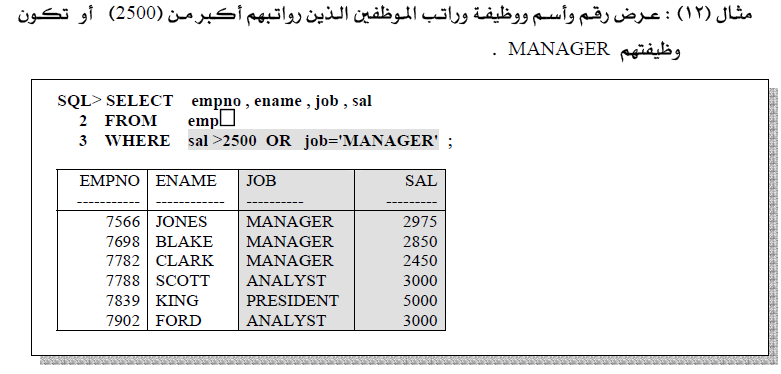 مثال (١٢) : عرض رقم وأسم ووظيفة وراتب الموظفين الذين رواتبهم أكبر من (2500) أو تكون
وظيفتهم MANAGER .
SQL> SELECT empno , ename , job , sal
2 FROM emp
3 WHERE sal >2500 OR job='MANAGER' ;
EMPNO ENAME JOB SAL
----------- ------------ ---------- ---------
7566 JONES MANAGER 2975
7698 BLAKE MANAGER 2850
7782 CLARK MANAGER 2450
7788 SCOTT ANALYST 3000
7839 KING PRESIDENT 5000
7902 FORD ANALYST 3000